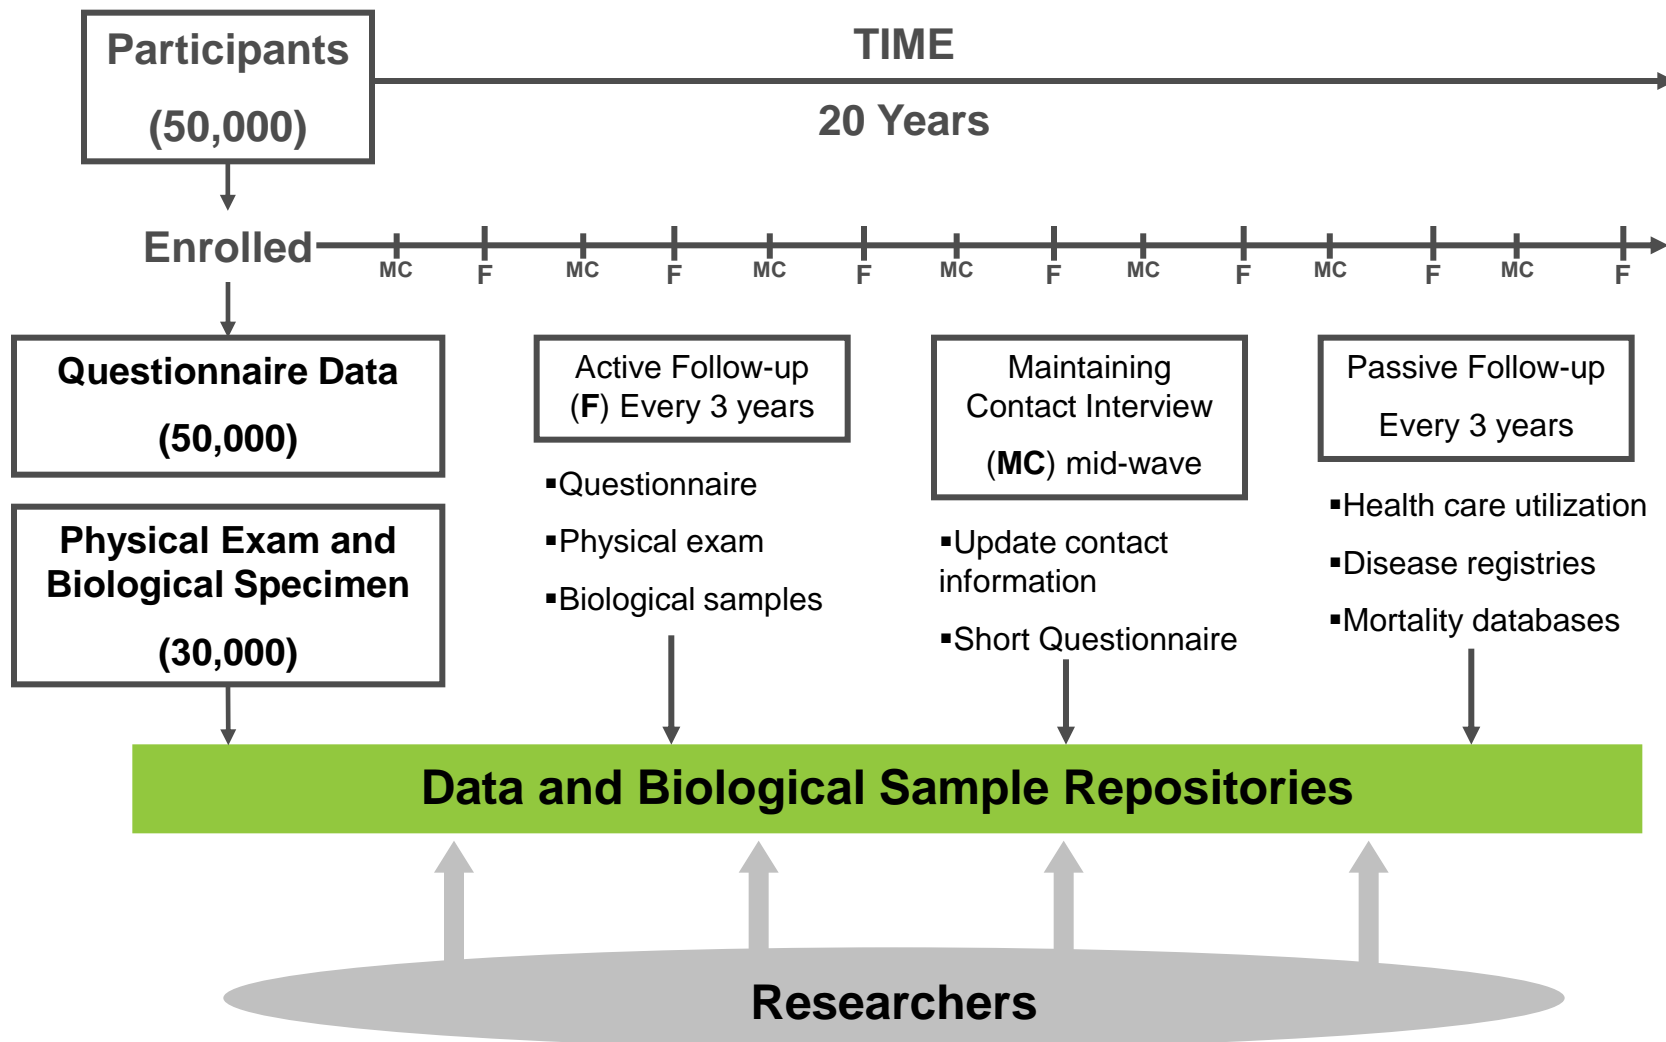 Participants
(50,000)
TIME
20 Years
Enrolled
MC
F
MC
F
MC
F
MC
F
MC
F
MC
F
MC
F
Questionnaire Data
(50,000)
Physical Exam and
Biological Specimen
(30,000)
Active Follow-up
(F) Every 3 years
▪Questionnaire
▪Physical exam
▪Biological samples
Maintaining
Contact Interview
(MC) mid-wave
▪Update contact
information
▪Short Questionnaire
Passive Follow-up
Every 3 years
▪Health care utilization
▪Disease registries
▪Mortality databases
Data and Biological Sample Repositories
Researchers